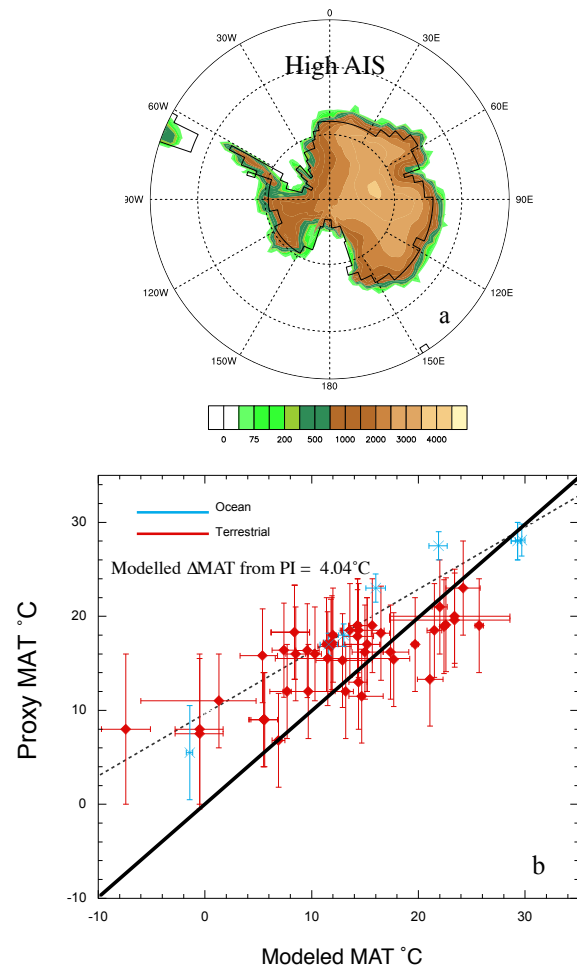 0
30W
30E
High AIS
60W
60E
90W
90E
120W
120E
a
150W
150E
180
0 75 200 500 1000 2000 3000 4000
30
Ocean
Terrestrial
Modelled ΔMAT from PI = 4.04˚C
20
Proxy MAT ˚C
10
0
b
-10
-10 0 10 20 30
Modeled MAT ˚C